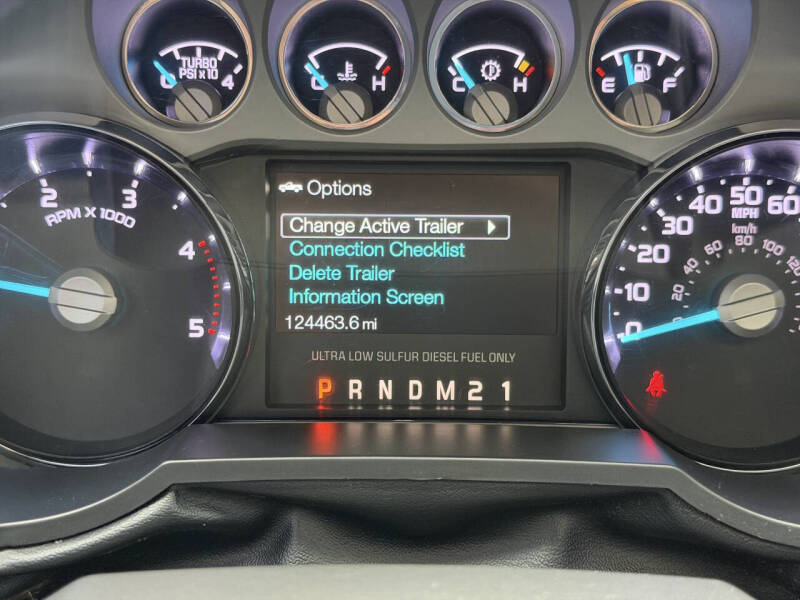 TURBO
PSI x 10
0 4
C H
C H
E F
2 3
RPM X 1000
4
5
Options
Change Active Trailer
Connection Checklist
Delete Trailer
Information Screen
124463.6 mi
ULTRA LOW SULFUR DIESEL FUEL ONLY
P R N D M 2 1
40 50 60
MPH
30
km/h
80
60 100
20
40 120
10
20
0